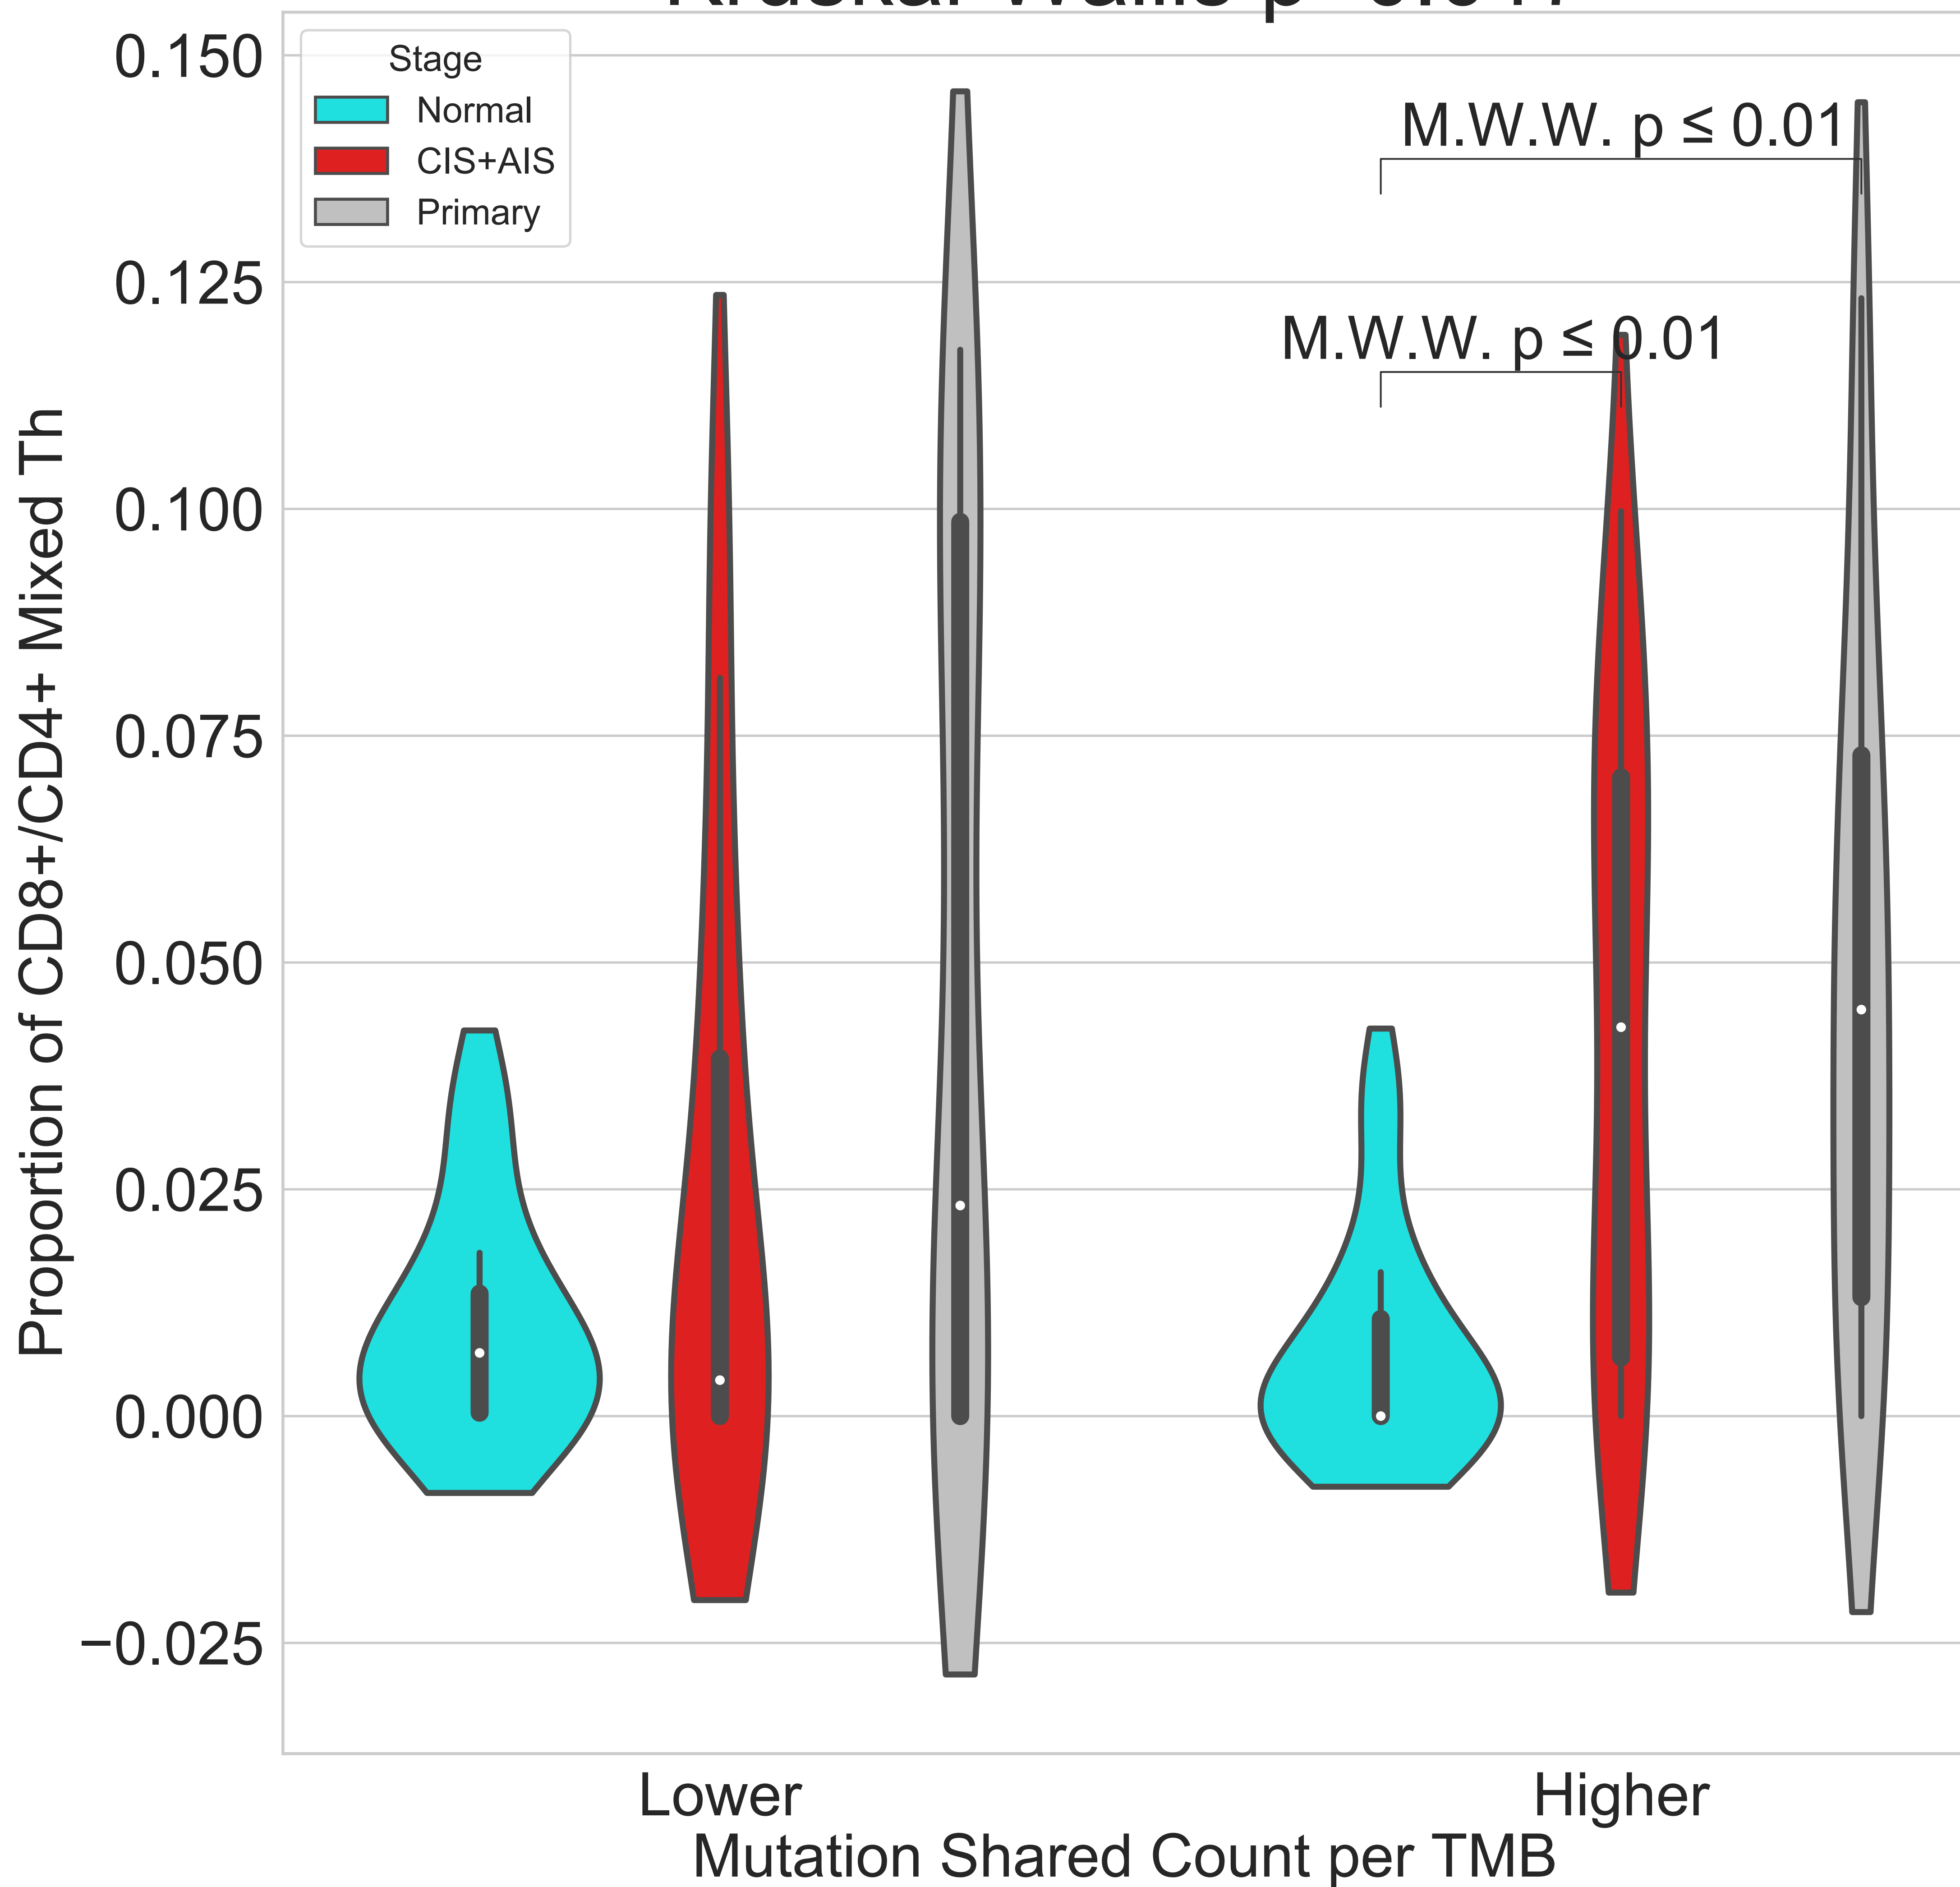 0.150
0.125
0.100
0.075
0.050
0.025
0.000
−0.025
Proportion of CD8+/CD4+ Mixed Th
Stage
Normal
CIS+AIS
Primary
M.W.W. p ≤ 0.01
M.W.W. p ≤ 0.01
Lower
Higher
Mutation Shared Count per TMB